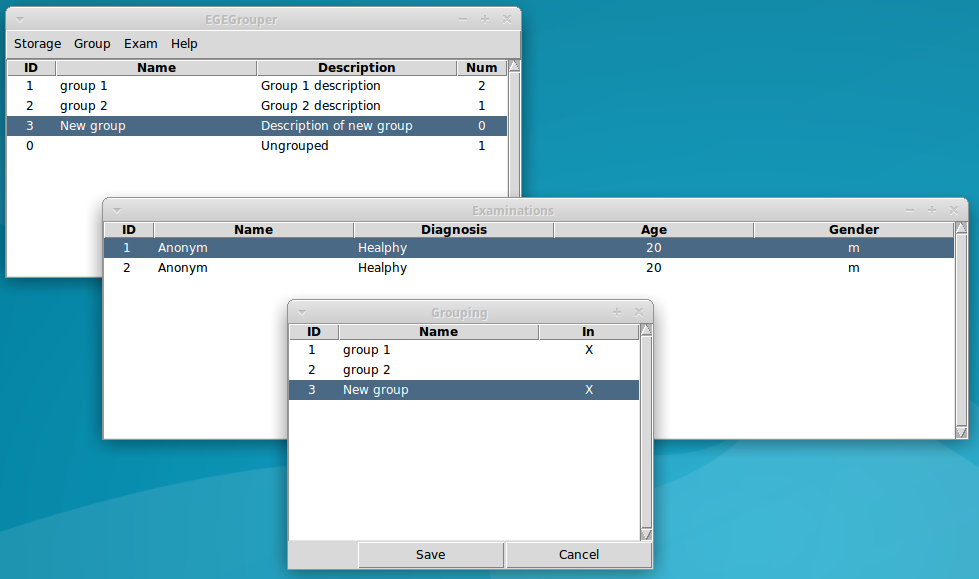 EGEGrouper
Storage Group Exam Help
ID Name Description Num
1 group 1 Group 1 description 2
2 group 2 Group 2 description 1
3 New group Description of new group 0
0 Ungrouped 1
Examinations
ID Name Diagnosis Age Gender
1 Anonym Healphy 20 m
2 Anonym Healphy 20 m
Grouping
ID Name In
1 group 1 X
2 group 2
3 New group X
Save Cancel